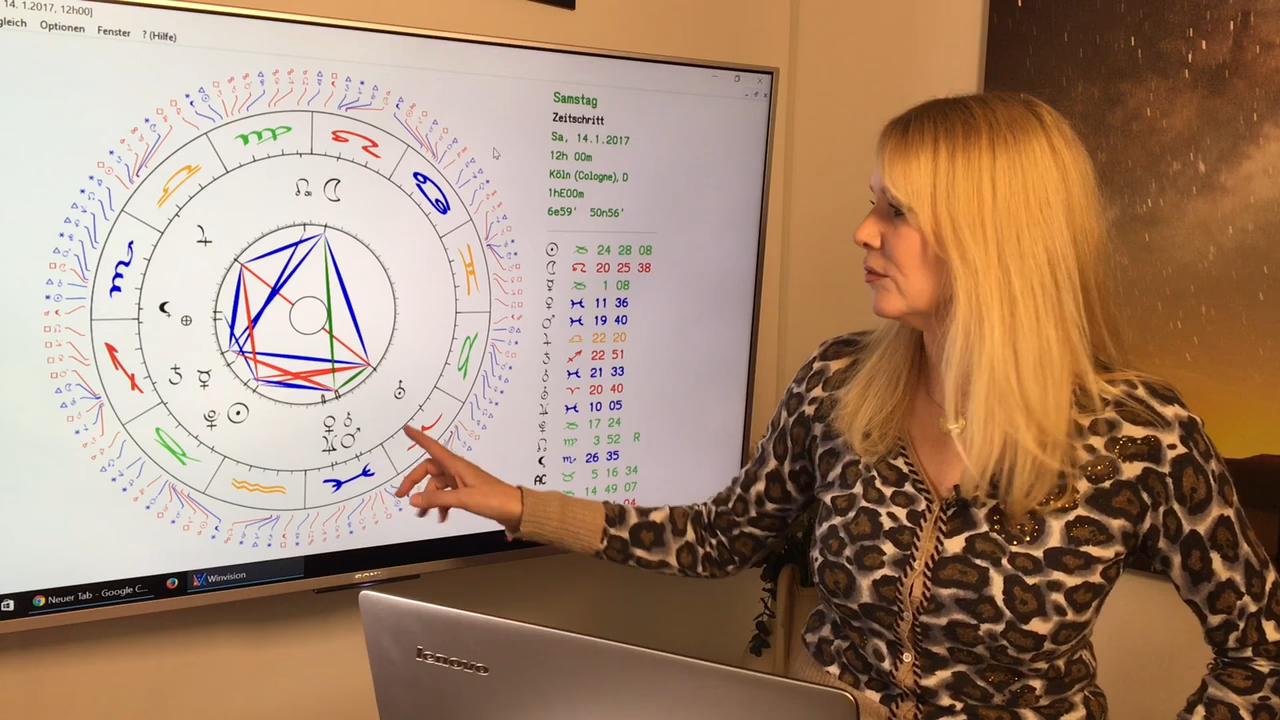 14.1.2017, 12h00]
gleich Optionen Fenster ? (Hilfe)
Samstag
Zeitschritt
Sa, 14.1.2017
12h 00m
Köln (Cologne), D
1hE00m
6e59' 50n56'
☉ ♑ 24 28 08
☾ ♌ 20 25 38
☿ ♑ 1 08
♀ ♓ 11 36
♂ ♓ 19 40
♃ ♎ 22 20
♄ ♐ 22 51
⚷ ♓ 21 33
♅ ♈ 20 40
♆ ♓ 10 05
♇ ♑ 17 24
☊ ♍ 3 52 R
⚸ ♏ 26 35
AC ♉ 5 16 34
♑ 14 49 07
04
Neuer Tab - Google C...
Winvision
SONY
lenovo